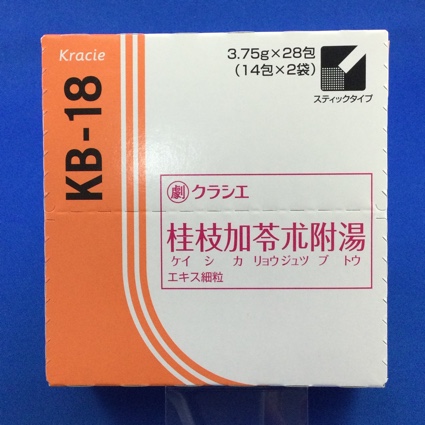 Kracie
KB-18
3.75g×28包
(14包×2袋)
スティックタイプ
劇 クラシエ
桂枝加苓朮附湯
ケイ シ カ リョウ ジュツ ブ トウ
エキス細粒